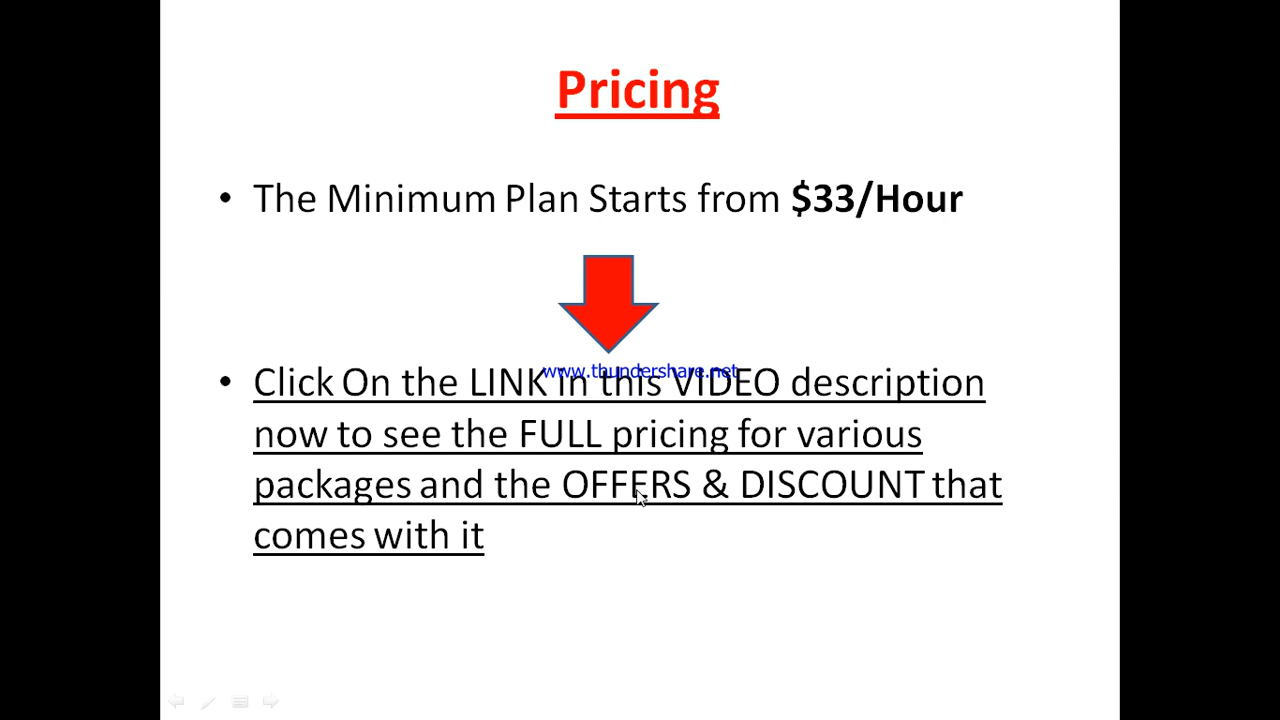 Pricing
• The Minimum Plan Starts from $33/Hour
www.thundershare.net
• Click On the LINK in this VIDEO description
now to see the FULL pricing for various
packages and the OFFERS & DISCOUNT that
comes with it